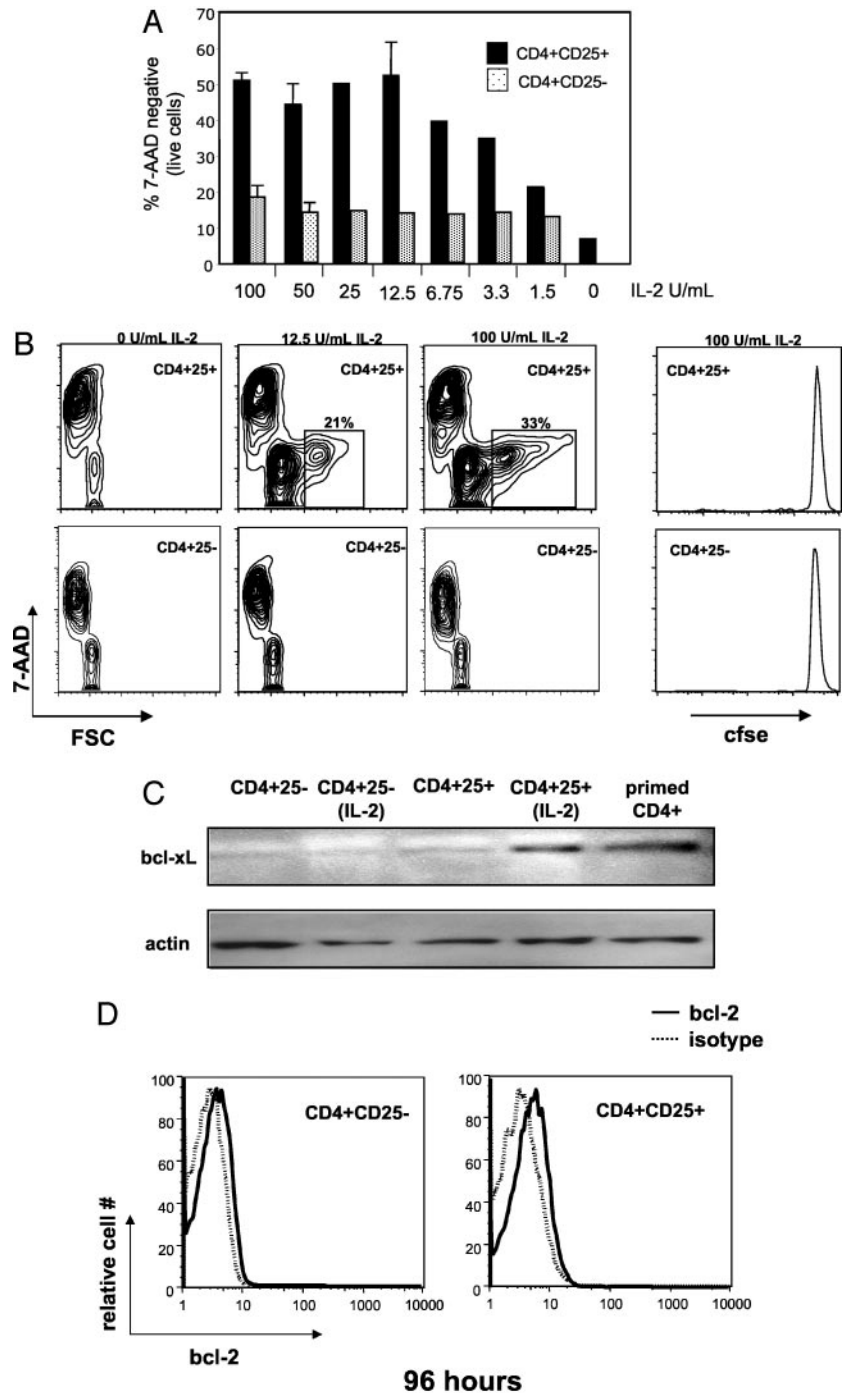 A
70
60
50
40
30
20
10
0
% 7-AAD negative
(live cells)
CD4+CD25+
CD4+CD25-
100 50 25 12.5 6.75 3.3 1.5 0 IL-2 U/mL
B
0 U/mL IL-2 12.5 U/mL IL-2 100 U/mL IL-2 100 U/mL IL-2
CD4+25+ CD4+25+ CD4+25+ CD4+25+
21% 33%
CD4+25- CD4+25- CD4+25- CD4+25-
7-AAD
FSC cfse
C
CD4+25- CD4+25- (IL-2) CD4+25+ CD4+25+ (IL-2) primed CD4+
bcl-xL
actin
D
bcl-2
isotype
100 80 60 40 20 0
CD4+CD25-
1 10 100 1000 10000
100 80 60 40 20 0
CD4+CD25+
1 10 100 1000 10000
relative cell #
bcl-2
96 hours